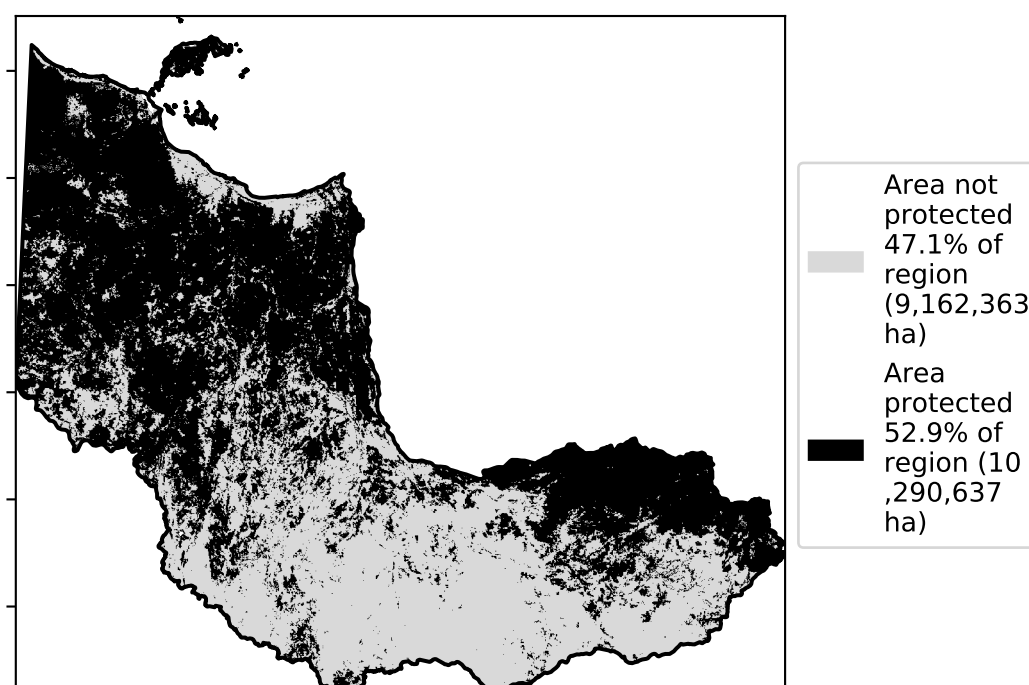 Area not
protected
47.1% of
region
(9,162,363
ha)
Area
protected
52.9% of
region (10
,290,637
ha)